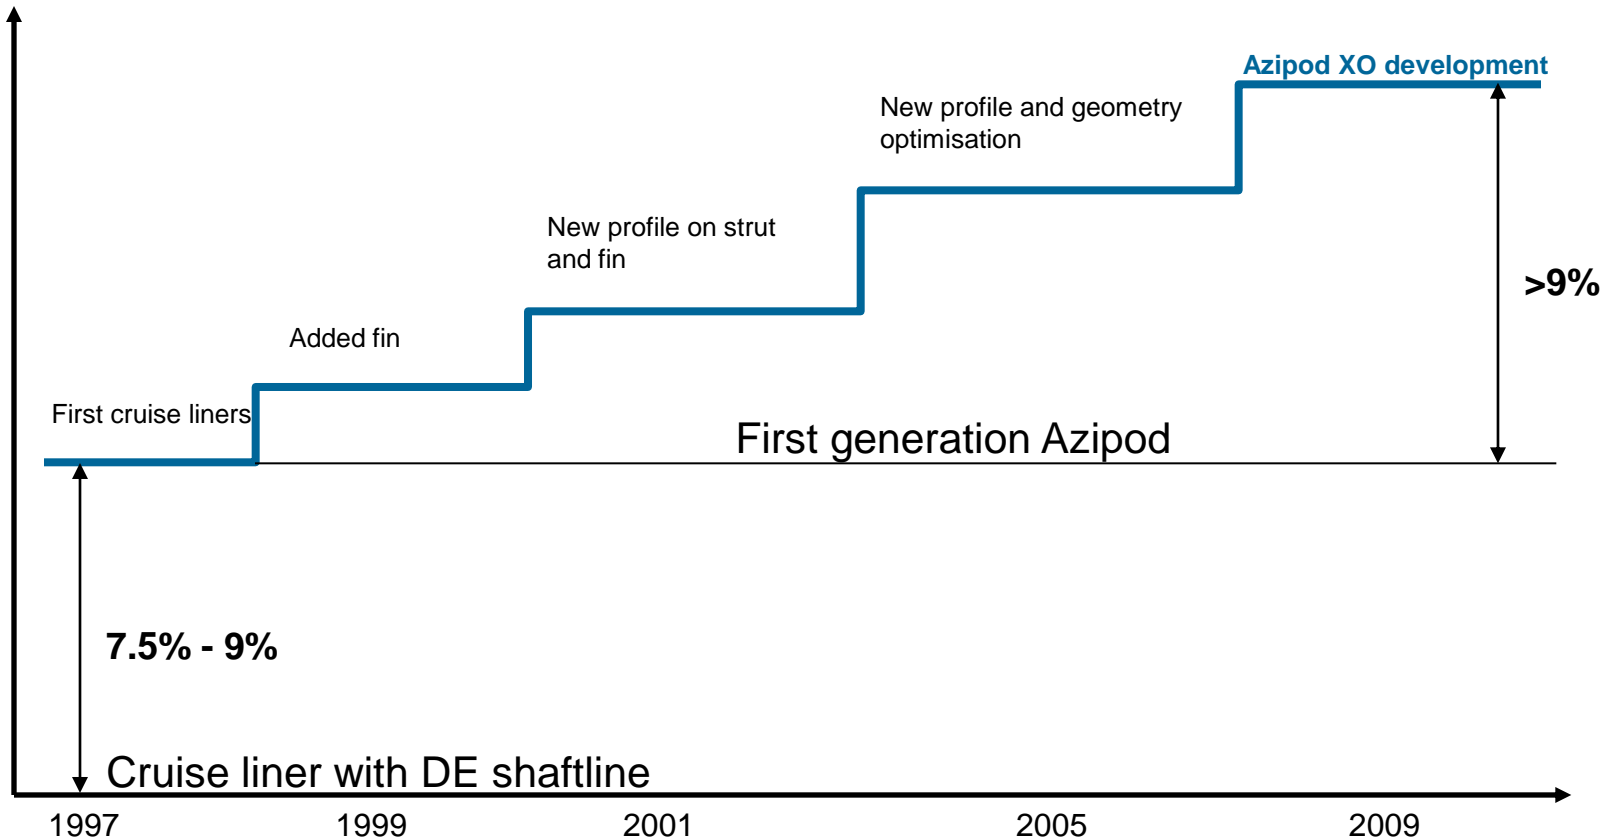 Azipod XO development
New profile and geometry
optimisation
New profile on strut
and fin
>9%
Added fin
First cruise liners
First generation Azipod
7.5% - 9%
Cruise liner with DE shaftline
1997
1999
2001
2005
2009